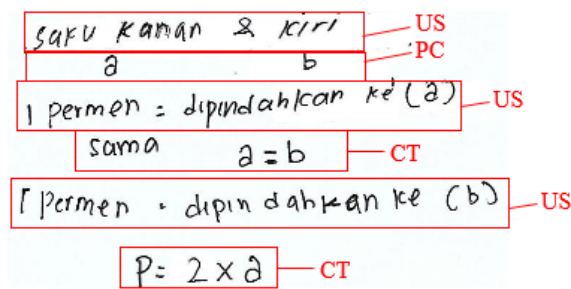 saku kanan & kiri US
a b PC
1 permen = dipindahkan ke (a) US
sama a = b CT
1 permen = dipindahkan ke (b) US
P = 2 x a CT